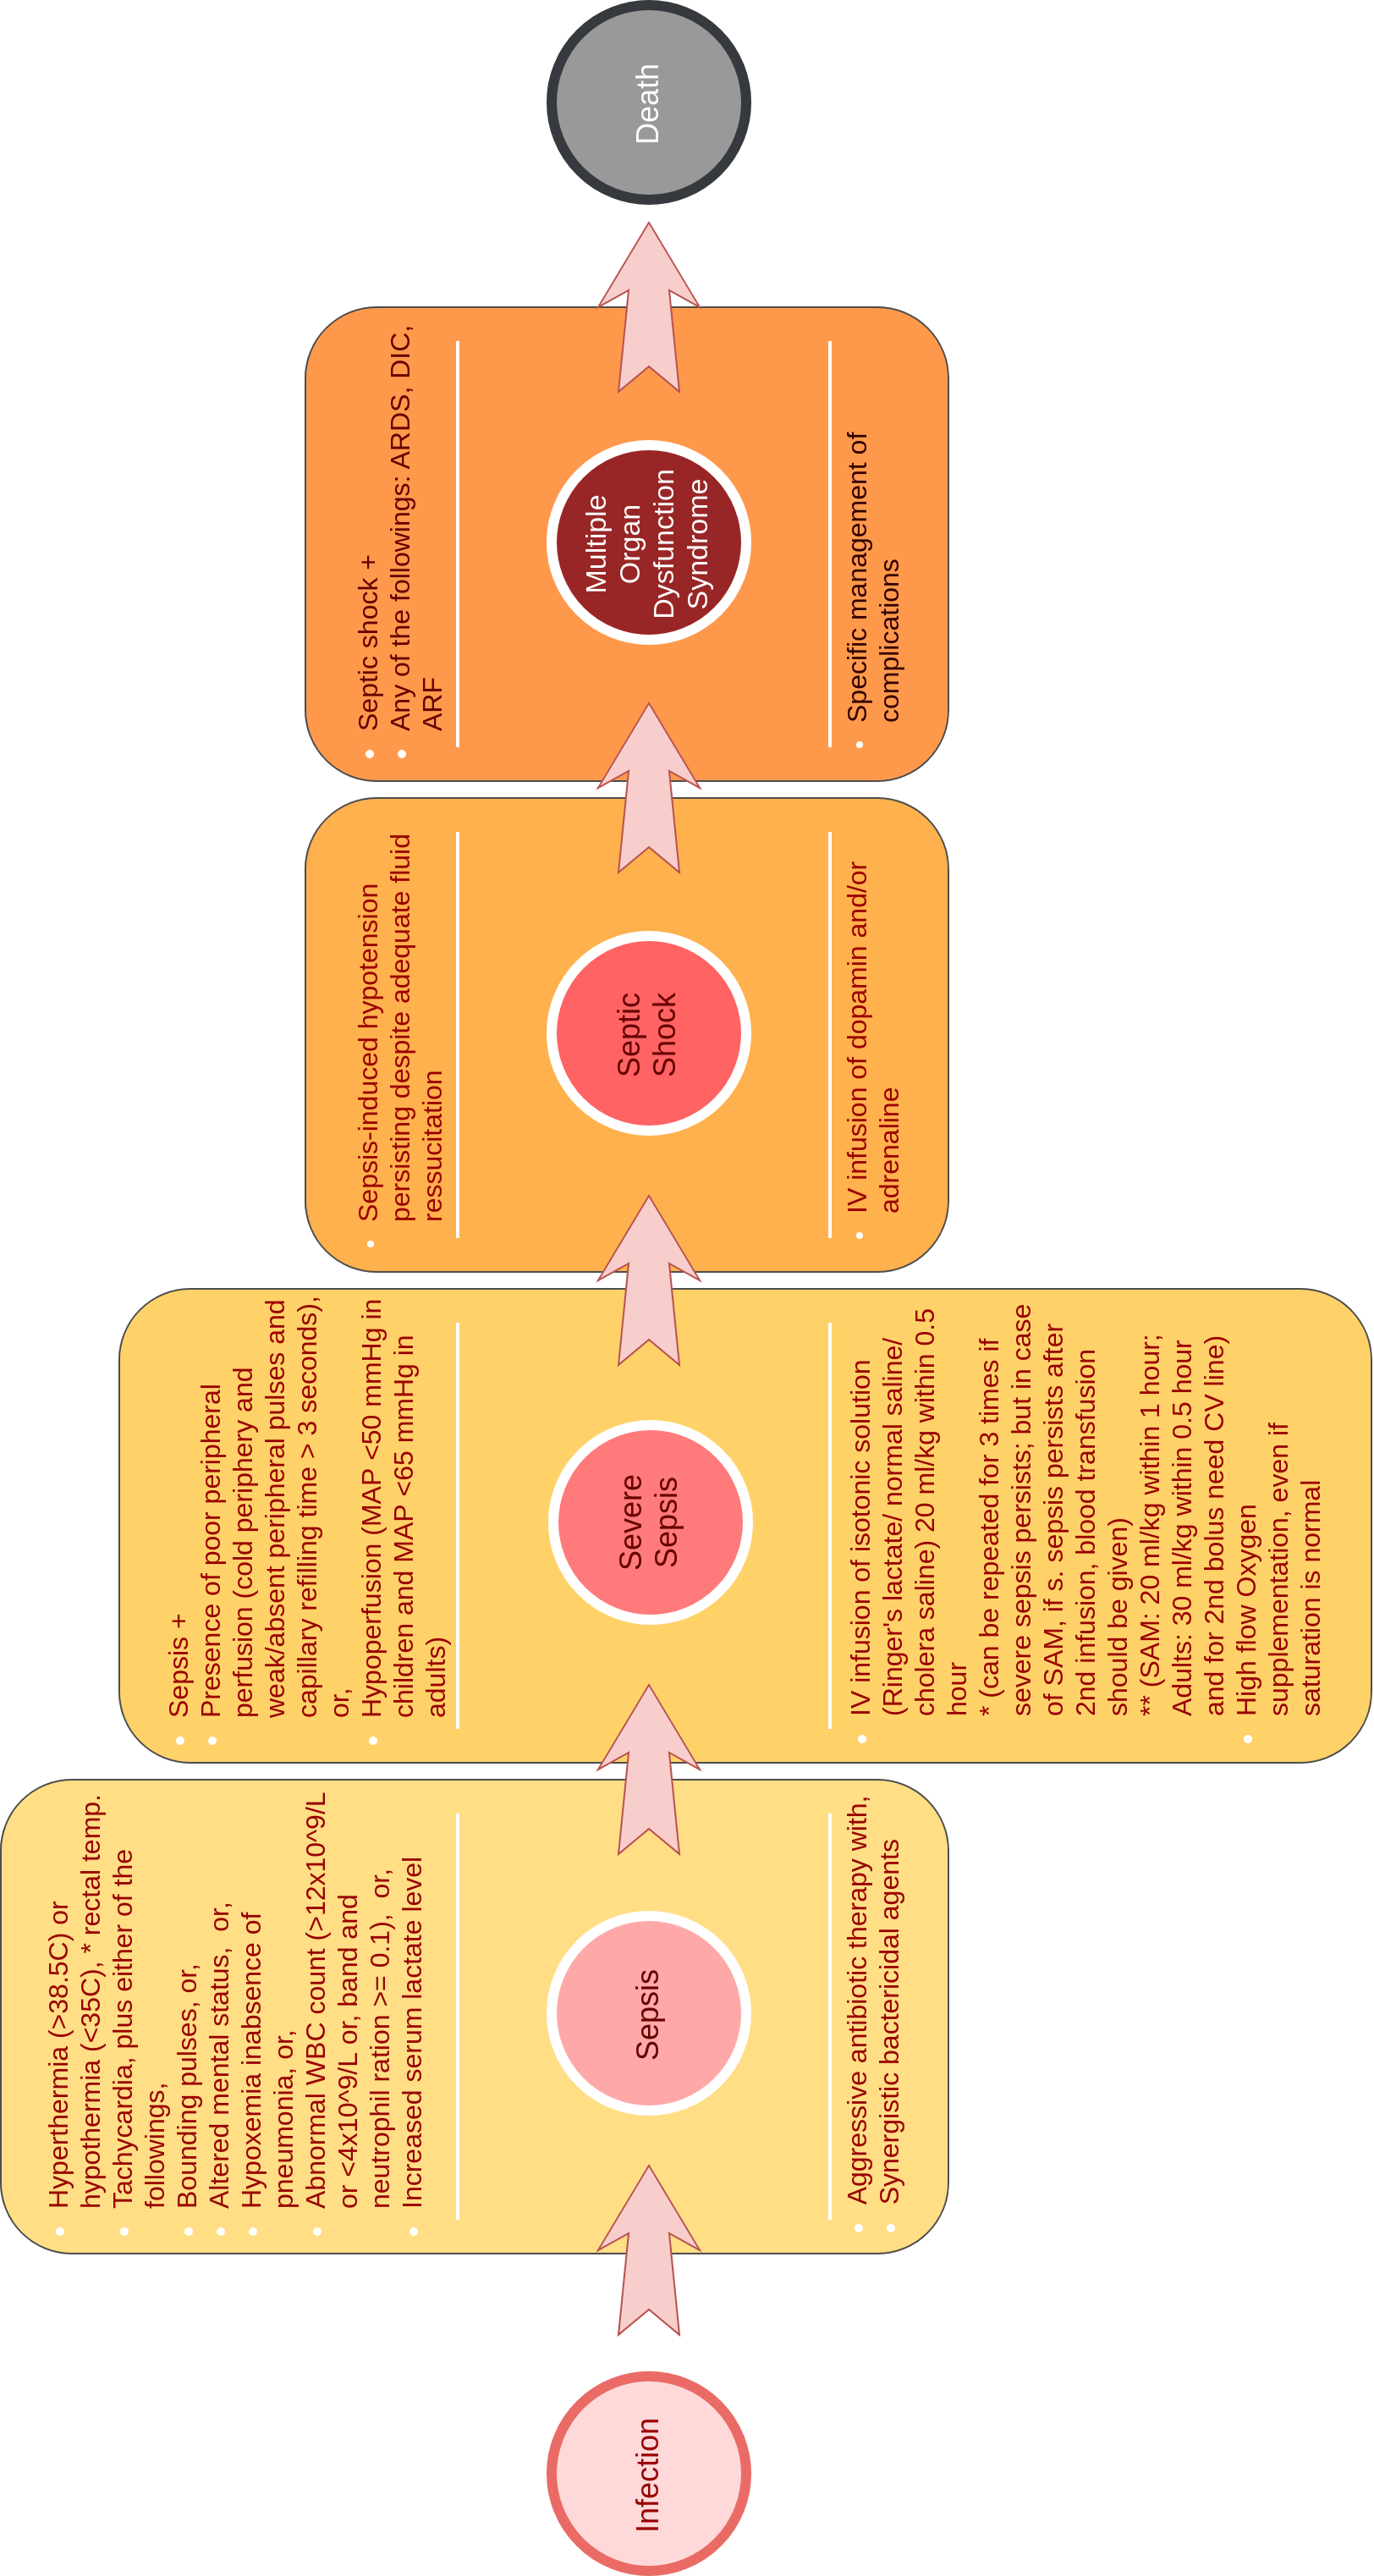 Infection
Hyperthermia (>38.5C) or
hypothermia (<35C), * rectal temp.
Tachycardia, plus either of the
followings,
Bounding pulses, or,
Altered mental status,  or,
Hypoxemia inabsence of
pneumonia, or,
Abnormal WBC count (>12x10^9/L
or <4x10^9/L or, band and
neutrophil ration >= 0.1),  or,
Increased serum lactate level
Sepsis
Aggressive antibiotic therapy with,
Synergistic bactericidal agents
Sepsis +
Presence of poor peripheral
perfusion (cold periphery and
weak/absent peripheral pulses and
capillary refilling time > 3 seconds),
or,
Hypoperfusion (MAP <50 mmHg in
children and MAP <65 mmHg in
adults)
Severe
Sepsis
IV infusion of isotonic solution
(Ringer's lactate/ normal saline/
cholera saline) 20 ml/kg within 0.5
hour
* (can be repeated for 3 times if
severe sepsis persists; but in case
of SAM, if s. sepsis persists after
2nd infusion, blood transfusion
should be given)
** (SAM: 20 ml/kg within 1 hour;
Adults: 30 ml/kg within 0.5 hour
and for 2nd bolus need CV line)
High flow Oxygen
supplementation, even if
saturation is normal
Sepsis-induced hypotension
persisting despite adequate fluid
ressucitation
Septic
Shock
IV infusion of dopamin and/or
adrenaline
Septic shock +
Any of the followings: ARDS, DIC,
ARF
Multiple
Organ
Dysfunction
Syndrome
Specific management of
complications
Death